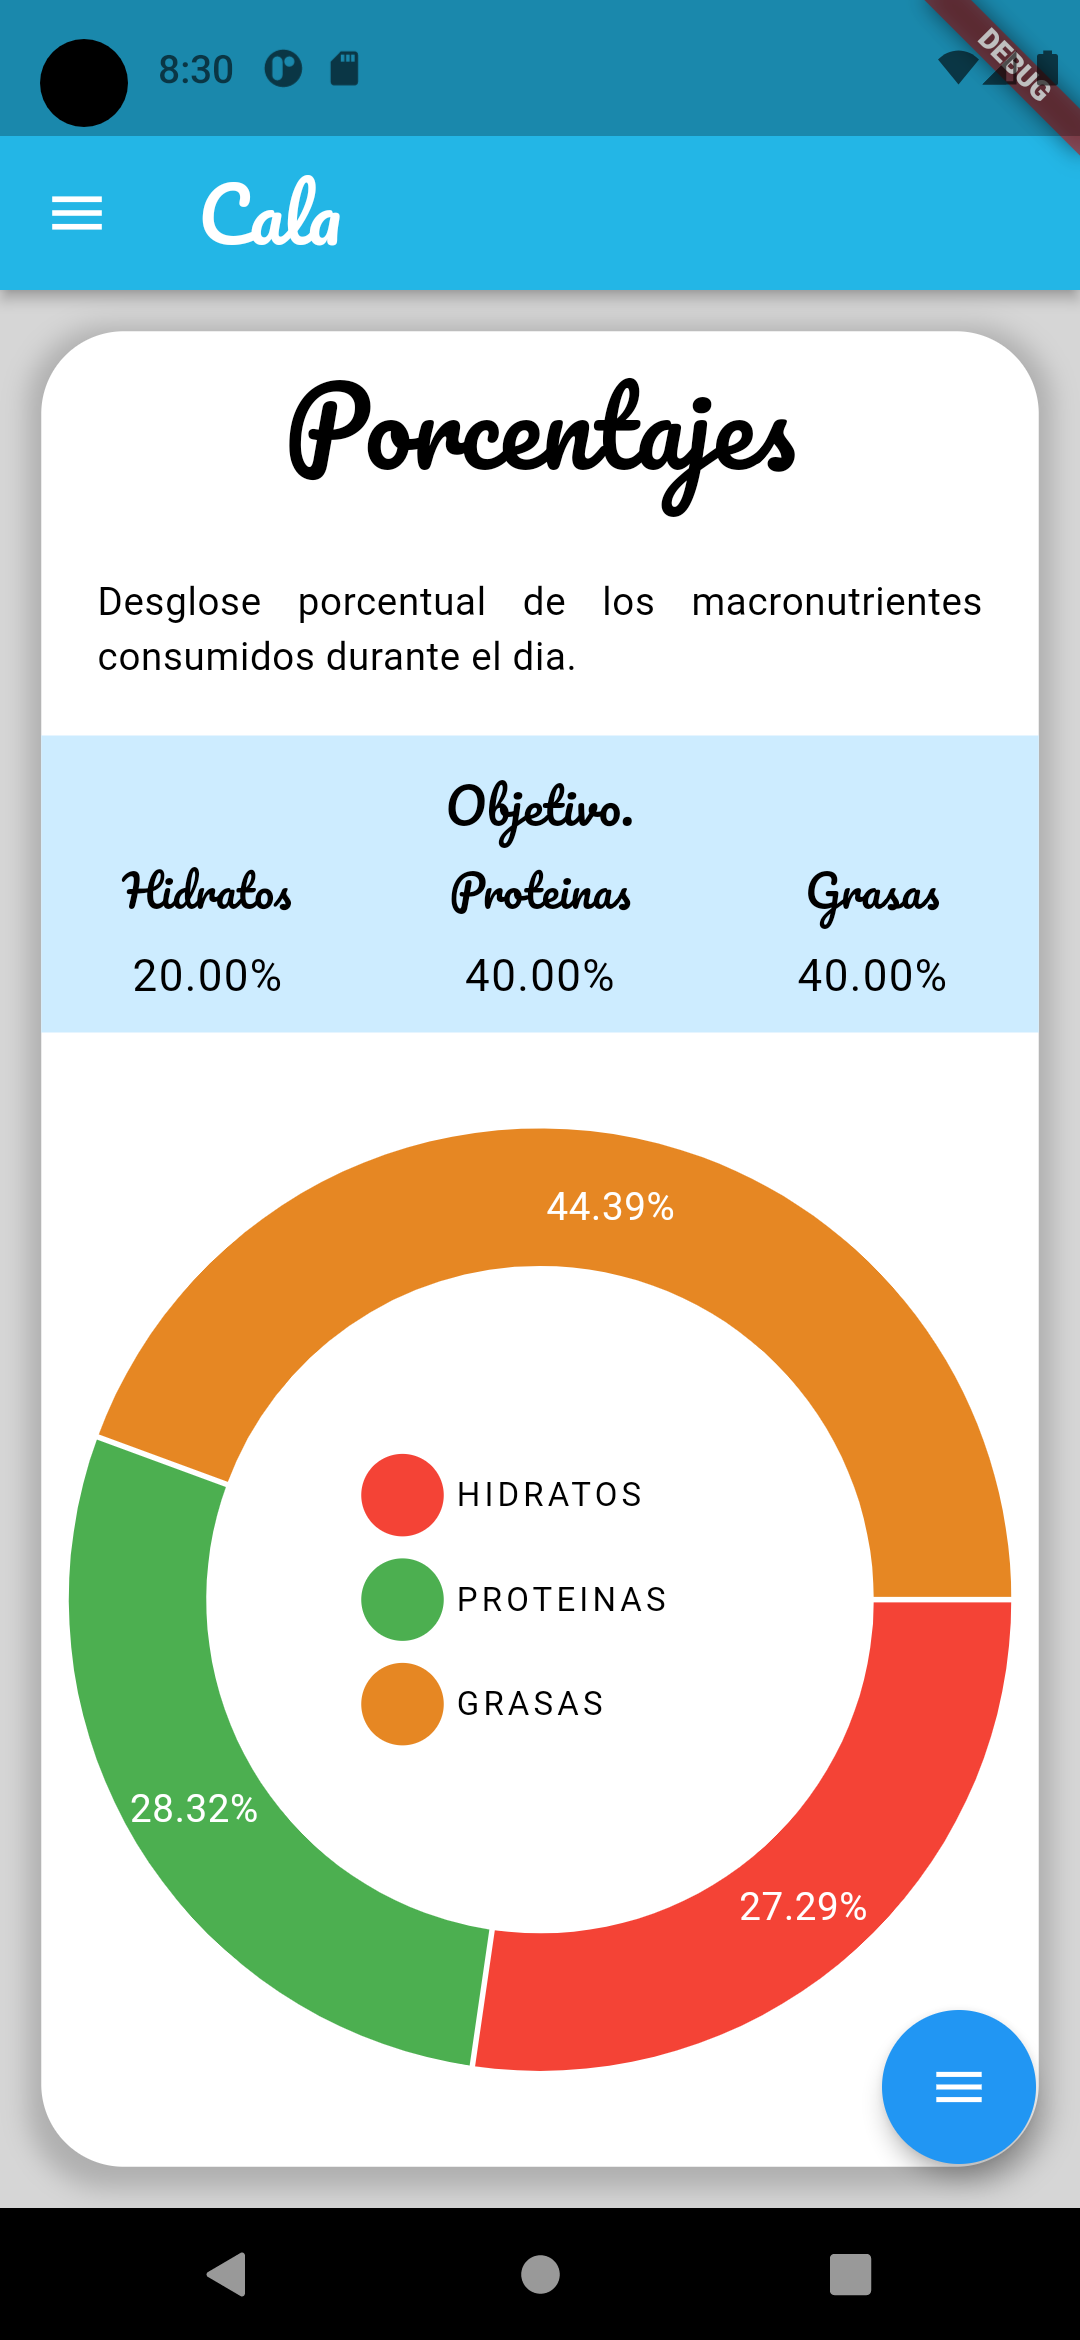 8:30
DEBUG
Cala
Porcentajes
Desglose porcentual de los macronutrientes
consumidos durante el dia.
Objetivo.
Hidratos Proteinas Grasas
20.00% 40.00% 40.00%
44.39%
HIDRATOS
PROTEINAS
GRASAS
28.32%
27.29%